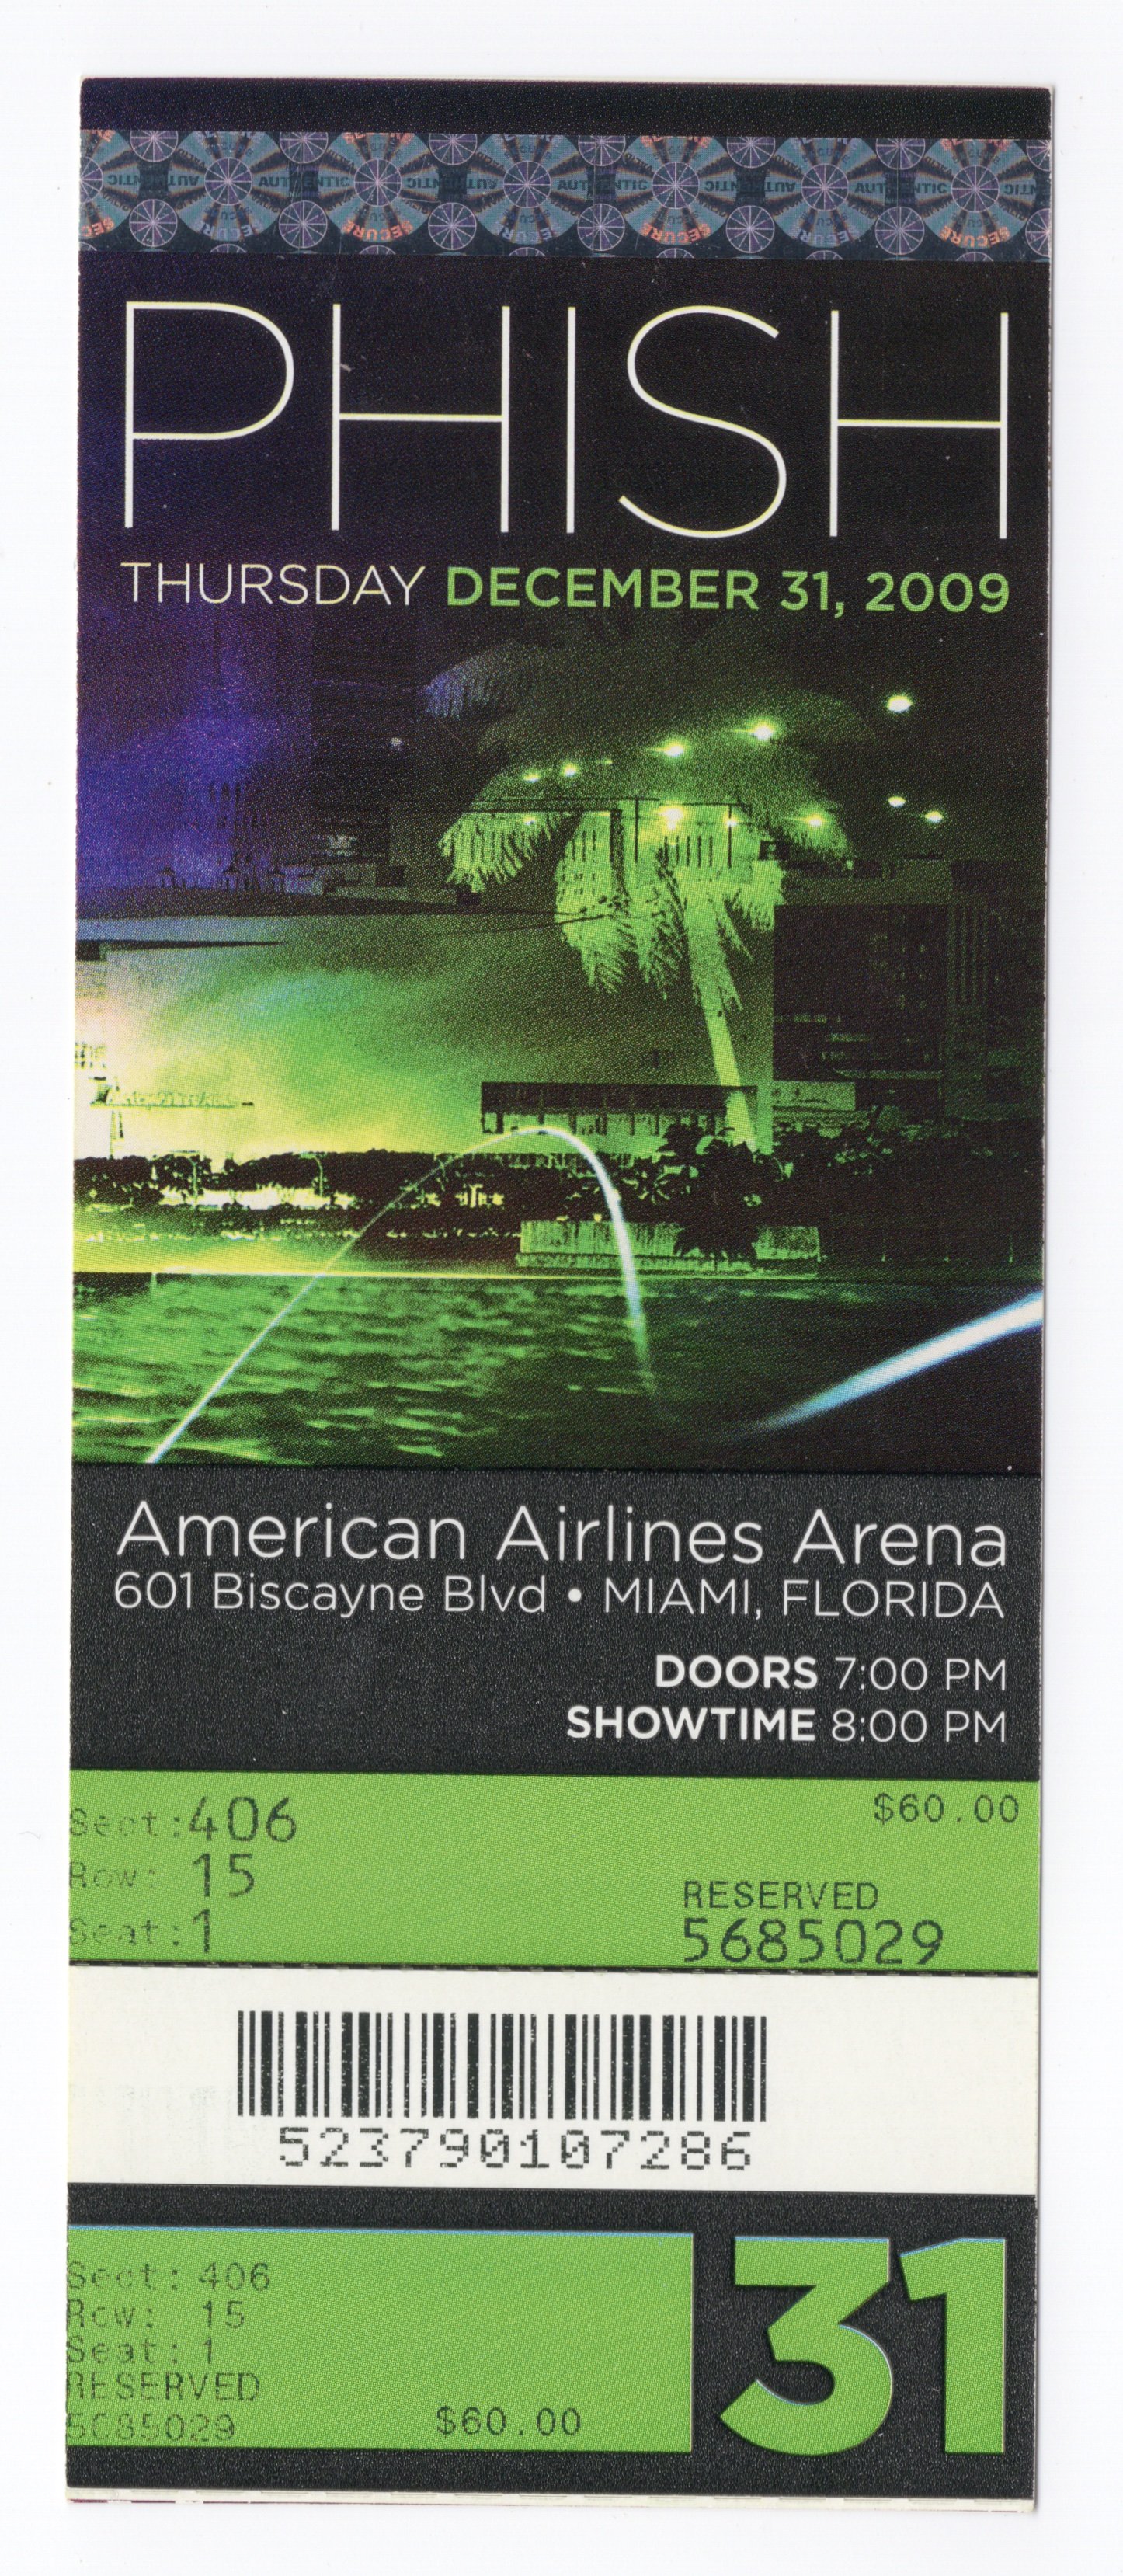 AUTHENTIC
SECURE
PHISH
THURSDAY DECEMBER 31, 2009
American Airlines Arena
601 Biscayne Blvd • MIAMI, FLORIDA
DOORS 7:00 PM
SHOWTIME 8:00 PM
Sect:406
$60.00
Row: 15
RESERVED
Seat:1
5685029
523790107286
Sect: 406
Row: 15
Seat: 1
RESERVED
5685029 $60.00
31